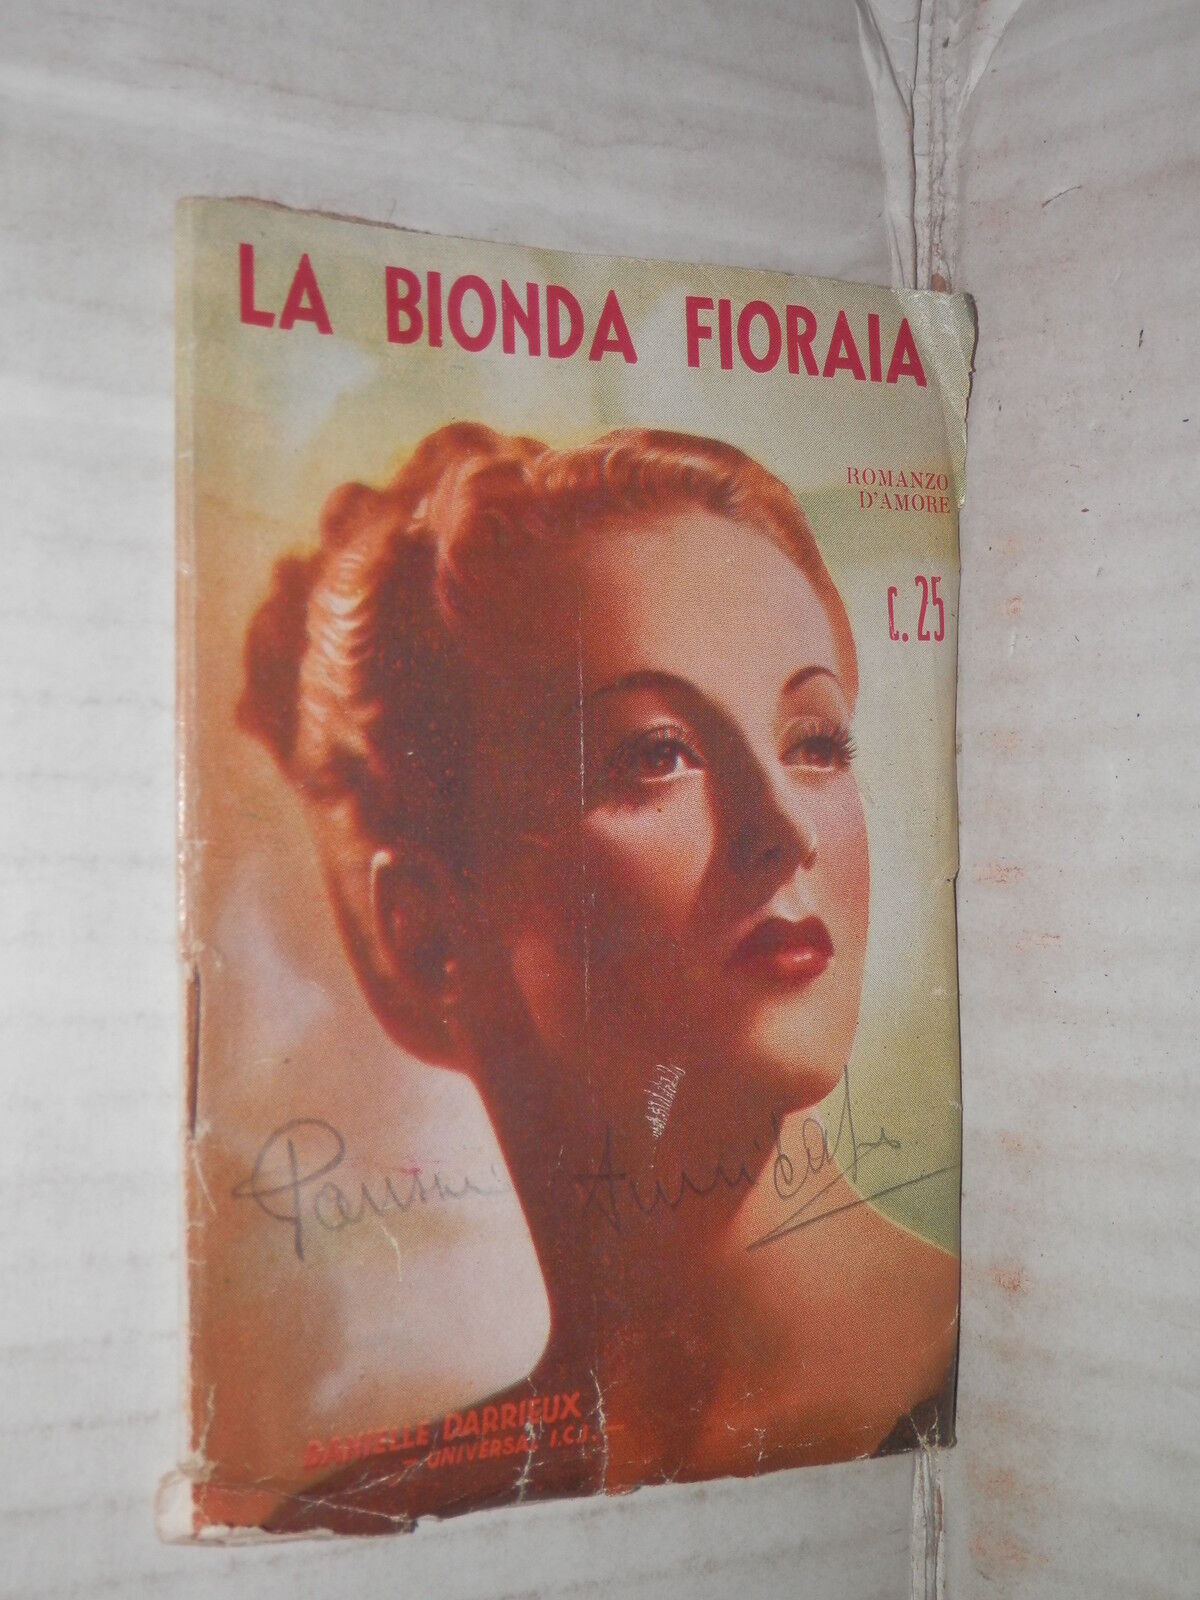 LA BIONDA FIORAIA
ROMANZO
D'AMORE
C. 25
DANIELLE DARRIEUX
- UNIVERSAL I.C.I. -